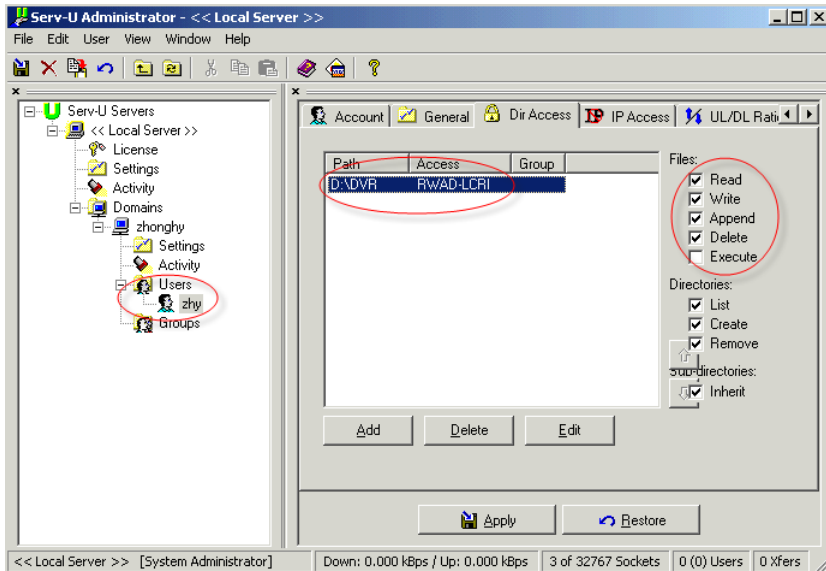 Serv-U Administrator - << Local Server >>
File Edit User View Window Help
Serv-U Servers
<< Local Server >>
License
Settings
Activity
Domains
zhonghy
Settings
Activity
Users
zhy
Groups
Account General Dir Access IP Access UL/DL Rati
Path Access Group
D:\DVR RWAD-LCRI
Files:
Read
Write
Append
Delete
Execute
Directories:
List
Create
Remove
Sub-directories:
Inherit
Add Delete Edit
Apply Restore
<< Local Server >> [System Administrator] Down: 0.000 kBps / Up: 0.000 kBps 3 of 32767 Sockets 0 (0) Users 0 Xfers